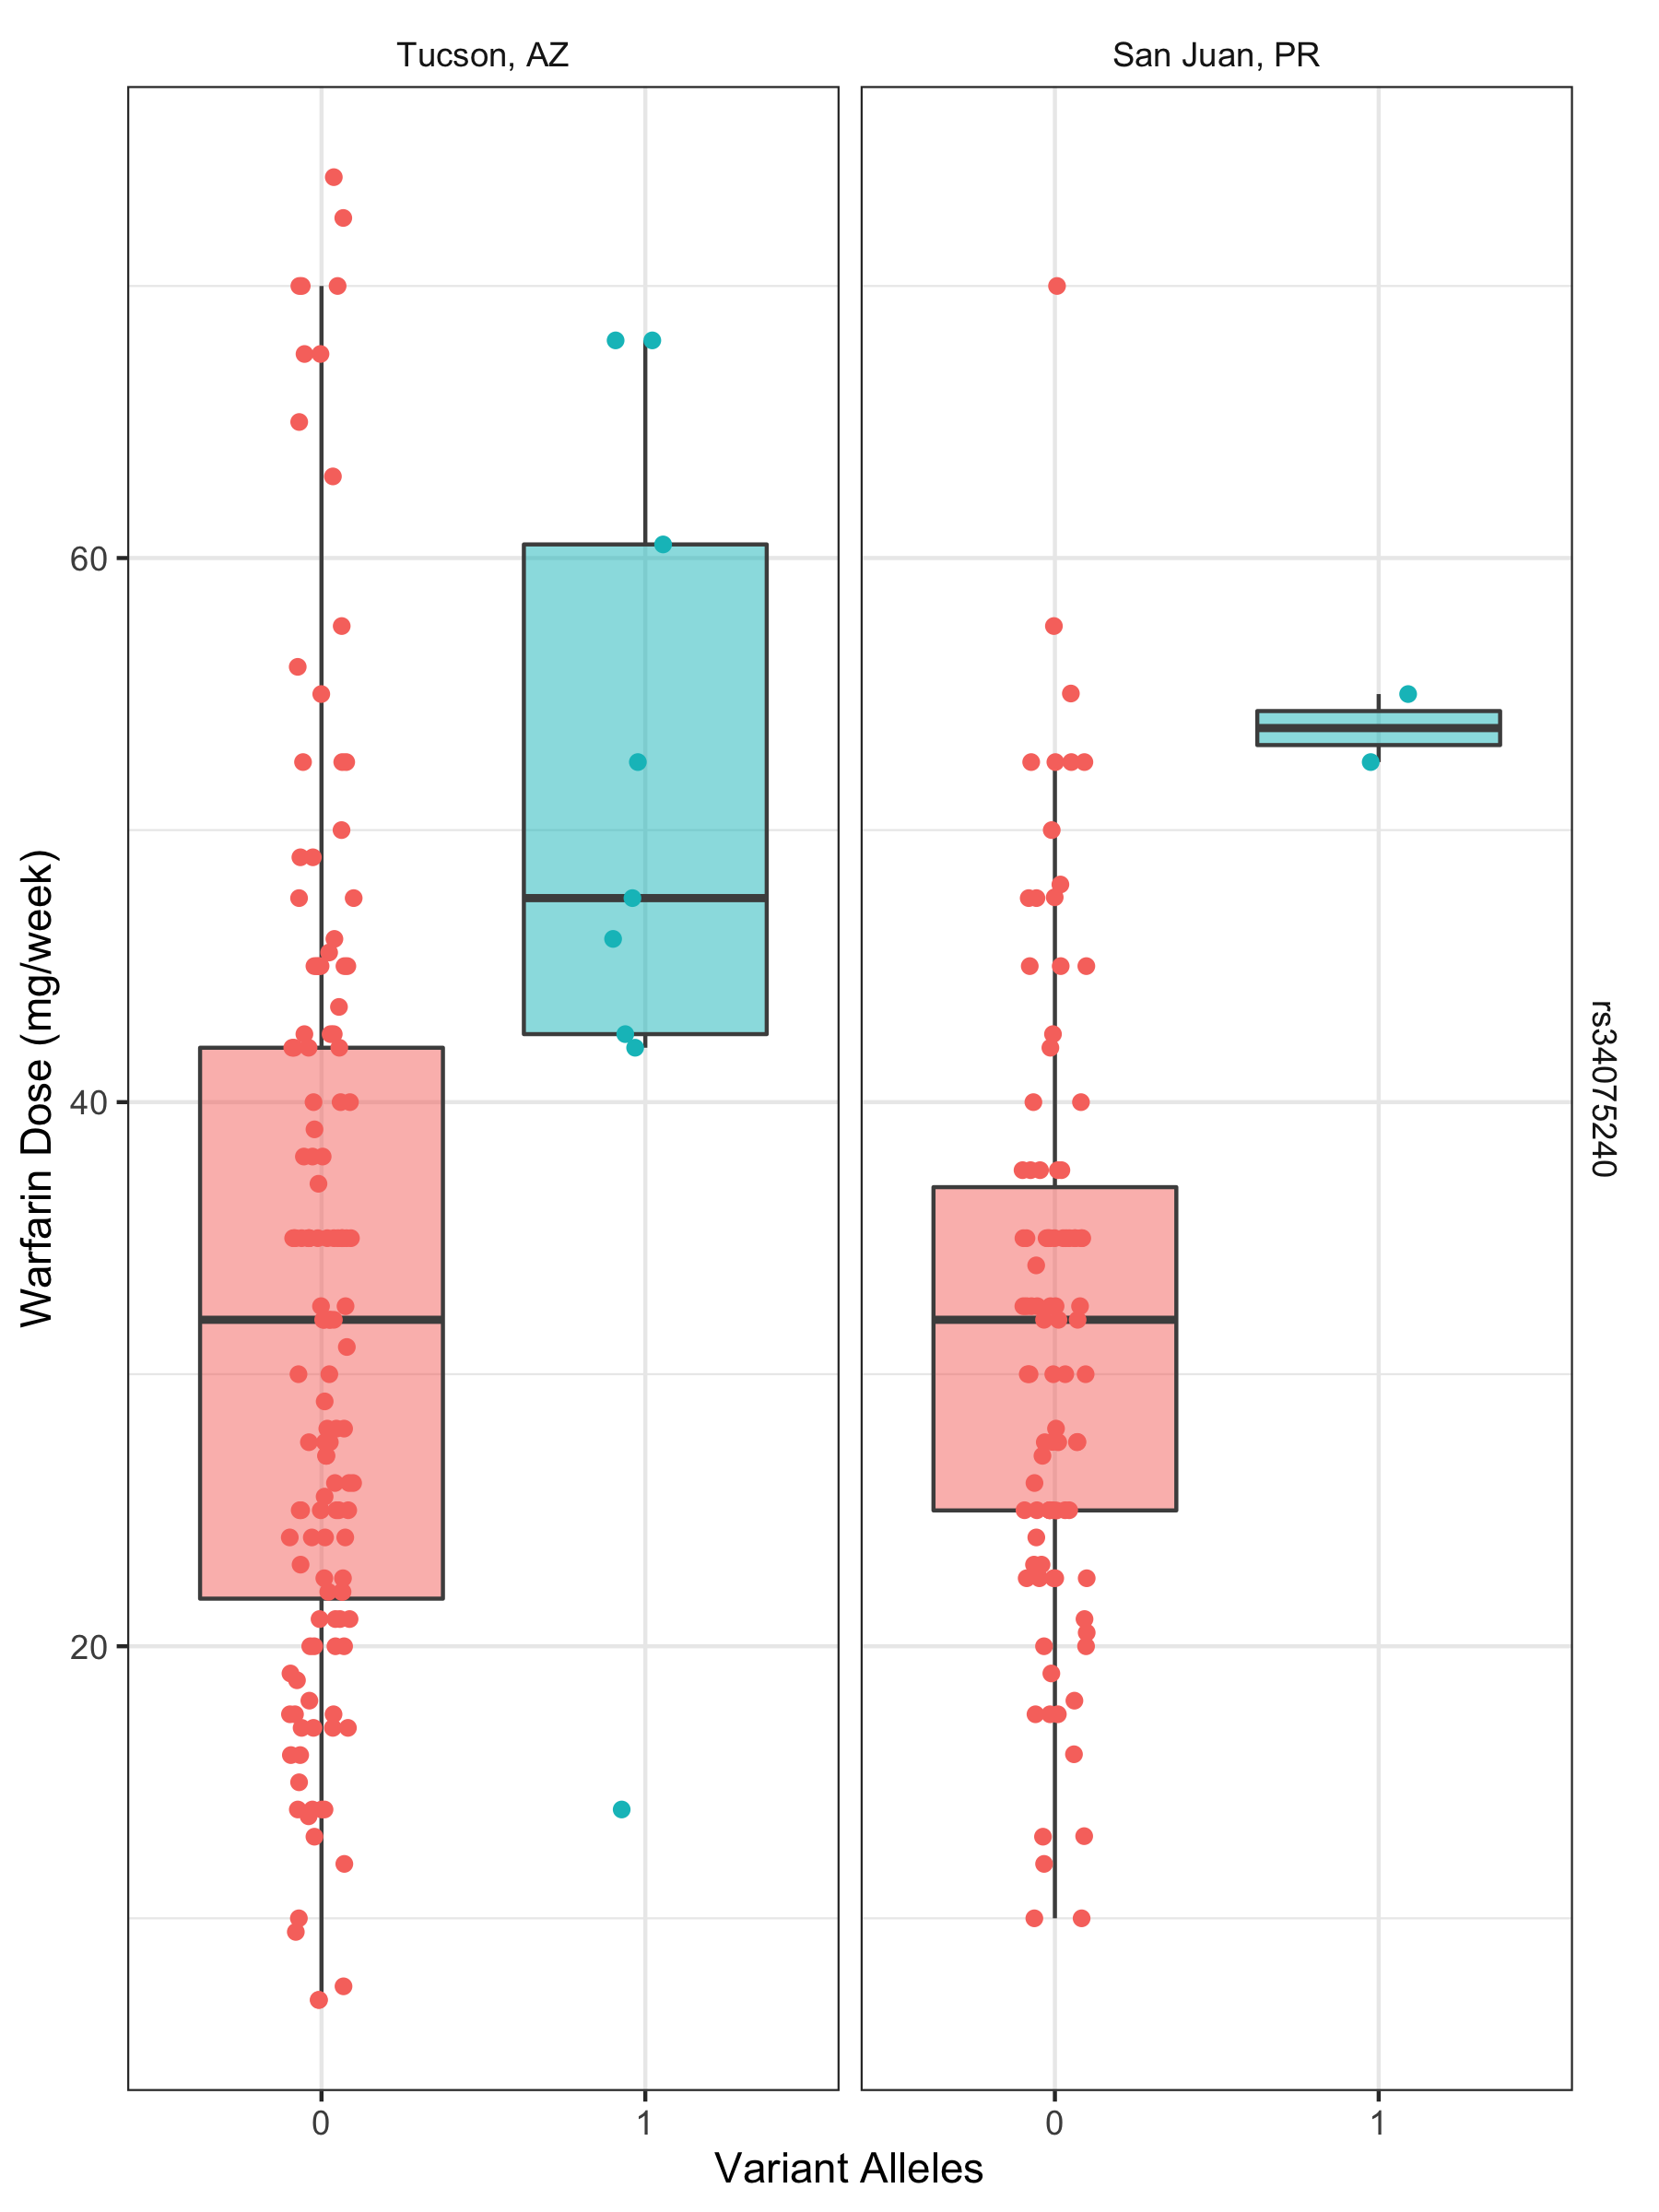 Tucson, AZ
San Juan, PR
Warfarin Dose (mg/week)
60
40
20
rs34075240
0
1
0
1
Variant Alleles